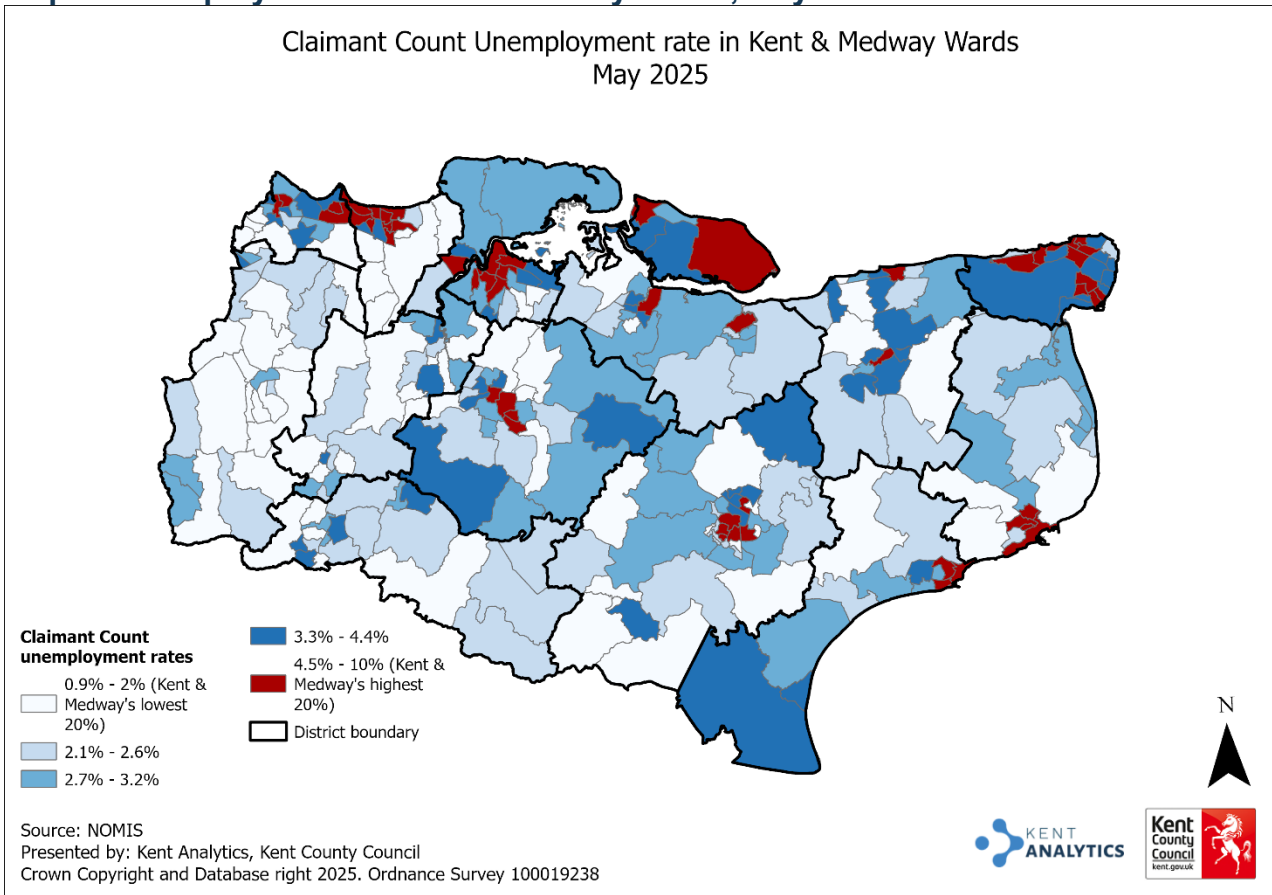 Claimant Count Unemployment rate in Kent & Medway Wards
May 2025
Claimant Count
unemployment rates
0.9% - 2% (Kent &
Medway's lowest
20%)
2.1% - 2.6%
2.7% - 3.2%
3.3% - 4.4%
4.5% - 10% (Kent &
Medway's highest
20%)
District boundary
N
Source: NOMIS
Presented by: Kent Analytics, Kent County Council
Crown Copyright and Database right 2025. Ordnance Survey 100019238
KENT
ANALYTICS
Kent
County
Council
kent.gov.uk